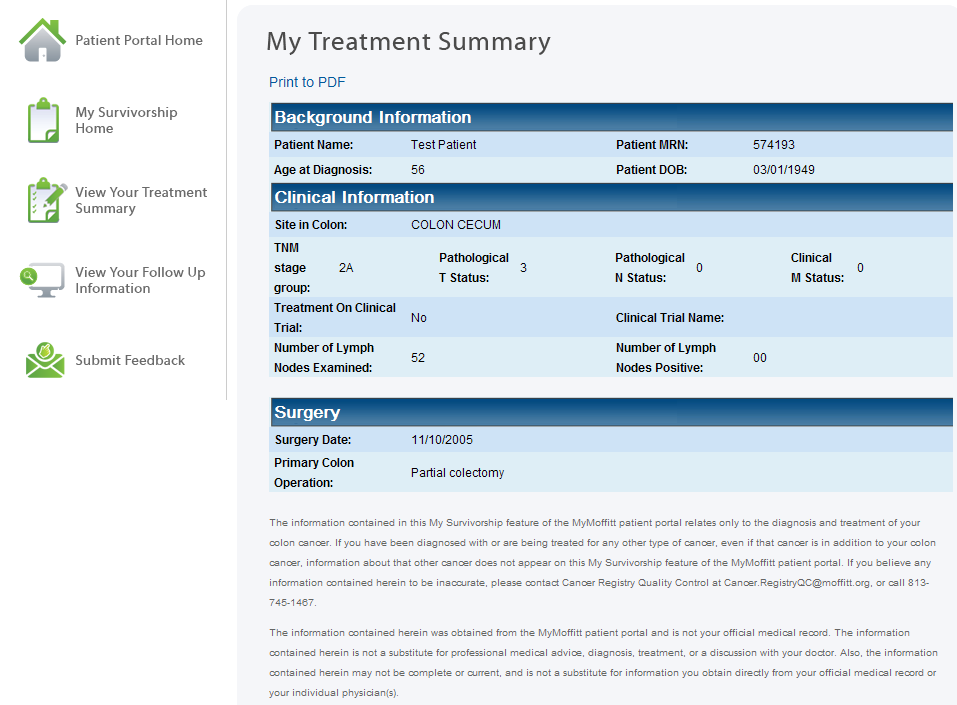 Patient Portal Home
My Survivorship
Home
View Your Treatment
Summary
View Your Follow Up
Information
Submit Feedback
My Treatment Summary
Print to PDF
Background Information
Patient Name: Test Patient Patient MRN: 574193
Age at Diagnosis: 56 Patient DOB: 03/01/1949
Clinical Information
Site in Colon: COLON CECUM
TNM
stage
group: 2A Pathological
T Status: 3 Pathological
N Status: 0 Clinical
M Status: 0
Treatment On Clinical
Trial: No Clinical Trial Name:
Number of Lymph
Nodes Examined: 52 Number of Lymph
Nodes Positive: 00
Surgery
Surgery Date: 11/10/2005
Primary Colon
Operation: Partial colectomy
The information contained in this My Survivorship feature of the MyMoffitt patient portal relates only to the diagnosis and treatment of your
colon cancer. If you have been diagnosed with or are being treated for any other type of cancer, even if that cancer is in addition to your colon
cancer, information about that other cancer does not appear on this My Survivorship feature of the MyMoffitt patient portal. If you believe any
information contained herein to be inaccurate, please contact Cancer Registry Quality Control at Cancer.RegistryQC@moffitt.org, or call 813-
745-1467.
The information contained herein was obtained from the MyMoffitt patient portal and is not your official medical record. The information
contained herein is not a substitute for professional medical advice, diagnosis, treatment, or a discussion with your doctor. Also, the information
contained herein may not be complete or current, and is not a substitute for information you obtain directly from your official medical record or
your individual physician(s).